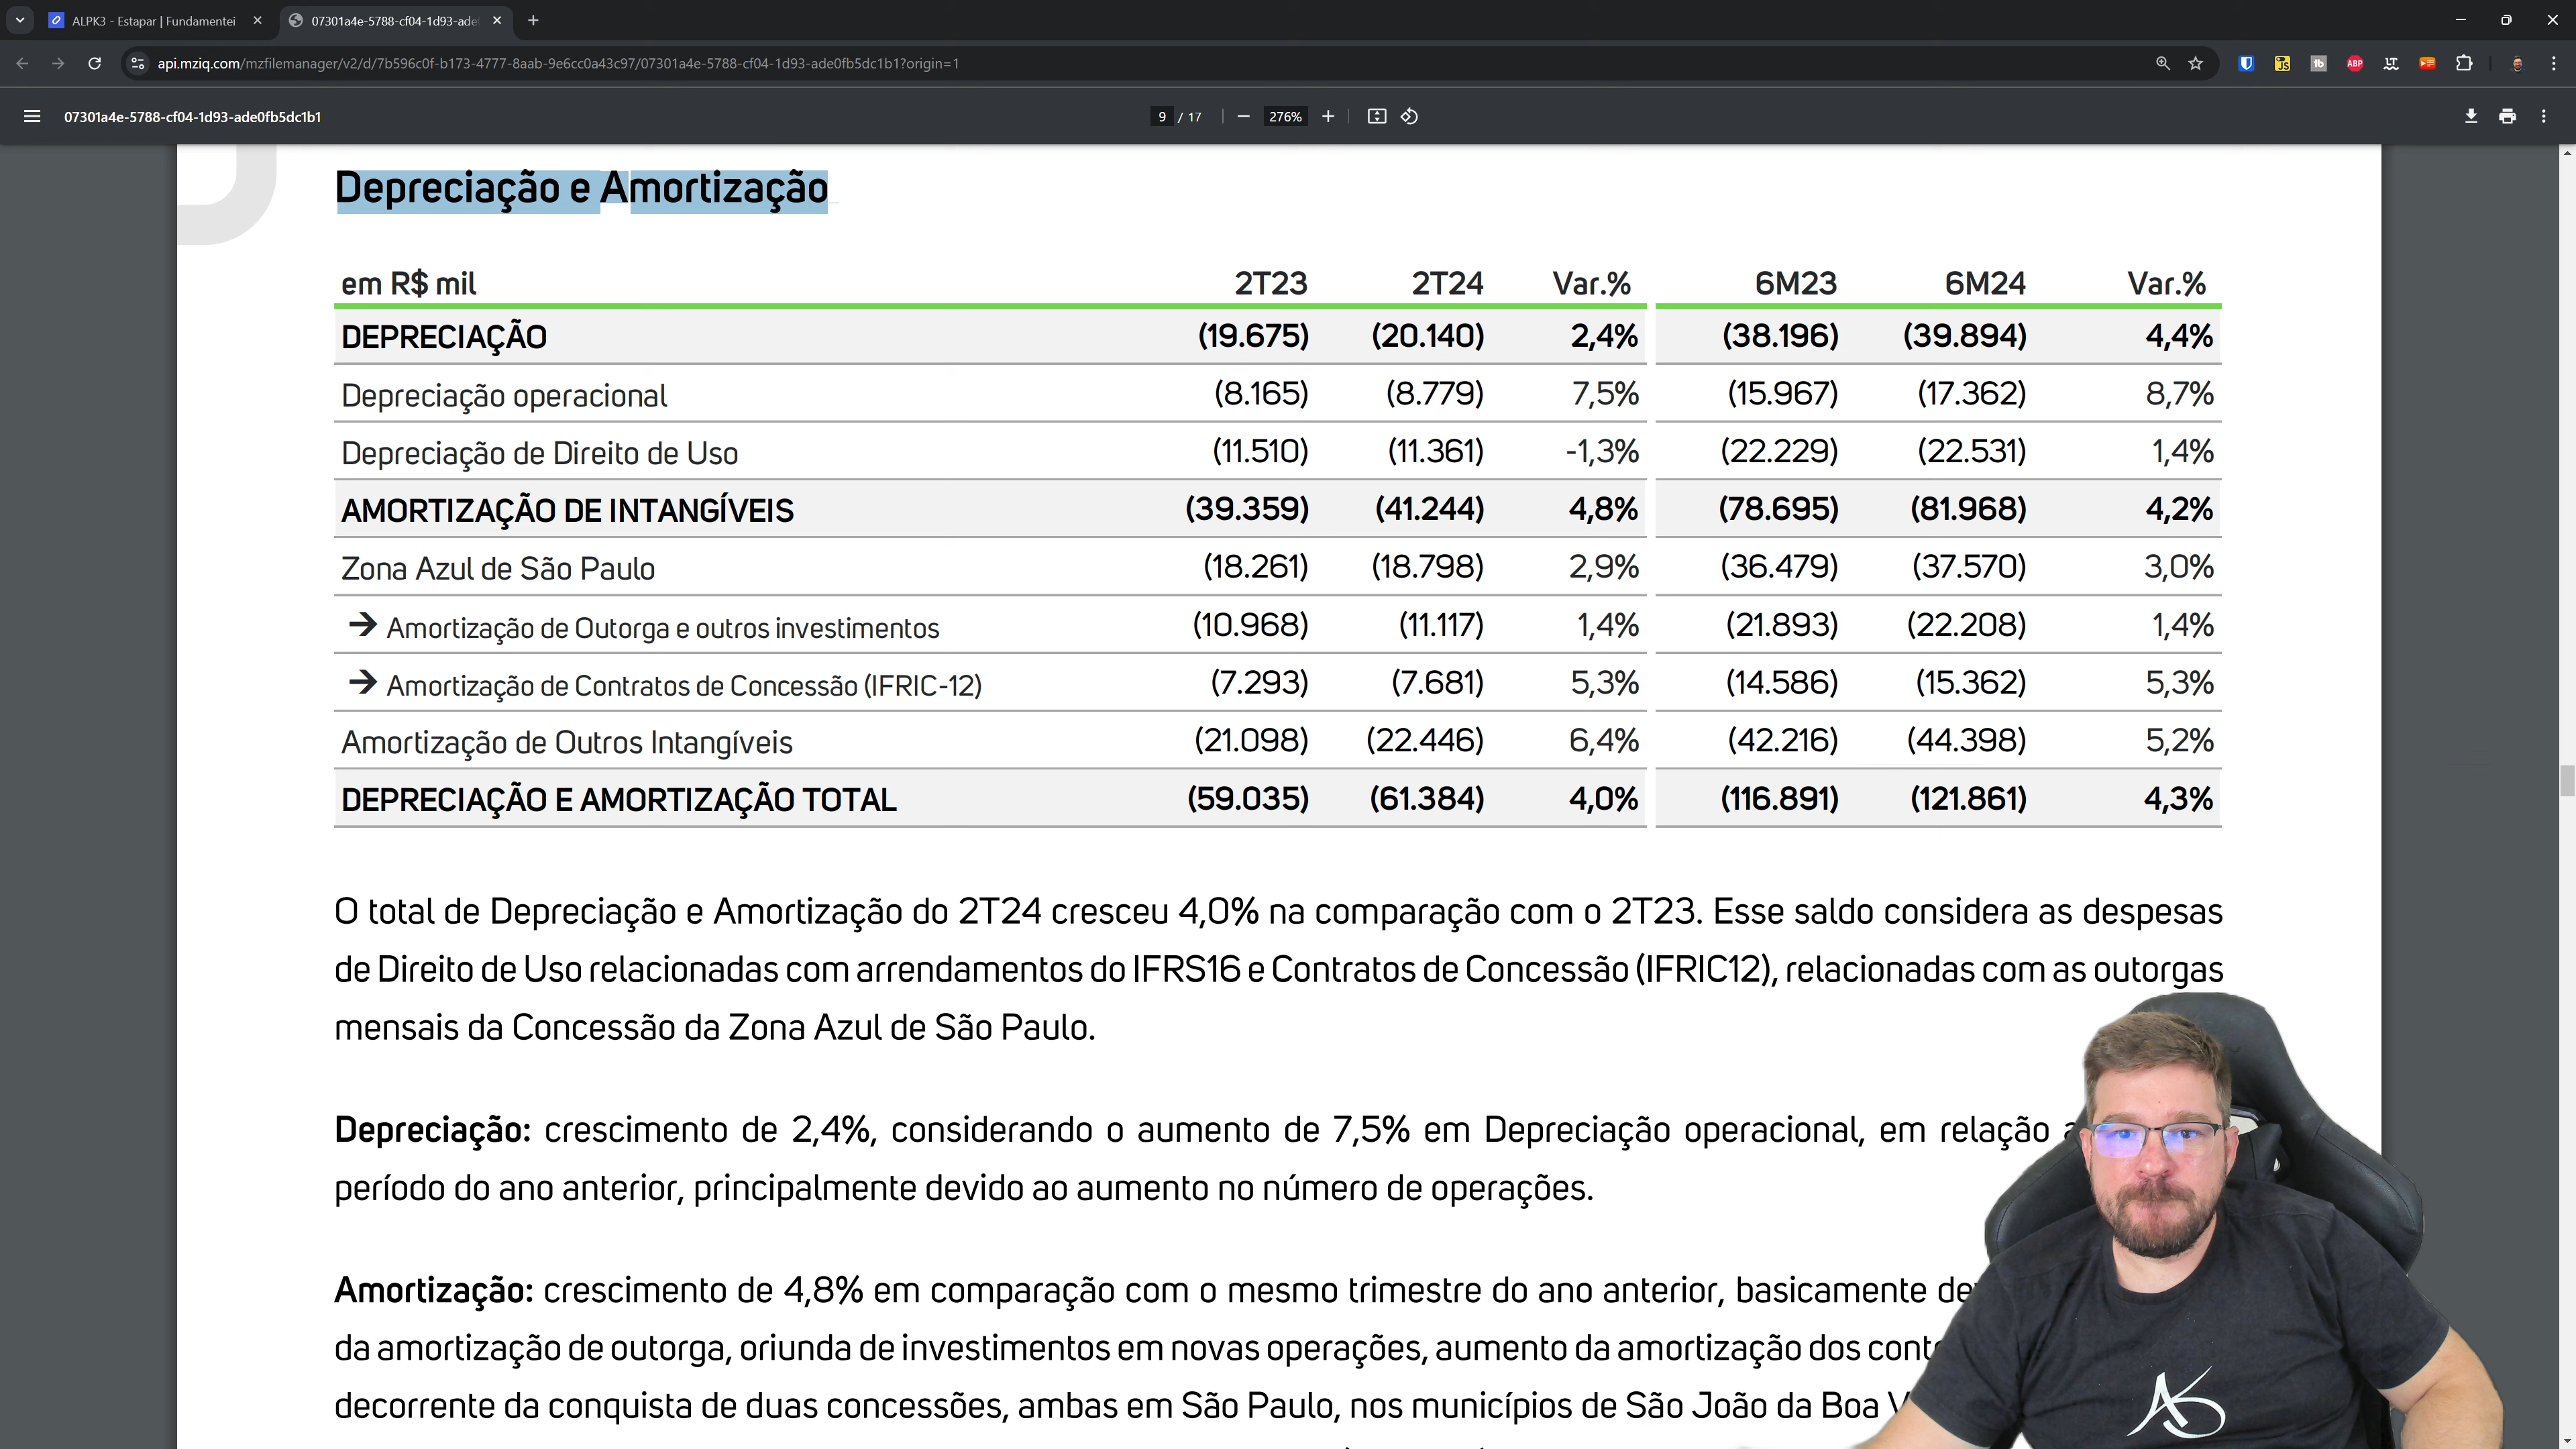 ALPK3 - Estapar | Fundamentei
07301a4e-5788-cf04-1d93-ade
api.mziq.com/mzfilemanager/v2/d/7b596c0f-b173-4777-8aab-9e6cc0a43c97/07301a4e-5788-cf04-1d93-ade0fb5dc1b1?origin=1
JS
tb
ABP
07301a4e-5788-cf04-1d93-ade0fb5dc1b1
9 / 17
276%
Depreciação e Amortização
em R$ mil 2T23 2T24 Var.% 6M23 6M24 Var.%
DEPRECIAÇÃO (19.675) (20.140) 2,4% (38.196) (39.894) 4,4%
Depreciação operacional (8.165) (8.779) 7,5% (15.967) (17.362) 8,7%
Depreciação de Direito de Uso (11.510) (11.361) -1,3% (22.229) (22.531) 1,4%
AMORTIZAÇÃO DE INTANGÍVEIS (39.359) (41.244) 4,8% (78.695) (81.968) 4,2%
Zona Azul de São Paulo (18.261) (18.798) 2,9% (36.479) (37.570) 3,0%
→ Amortização de Outorga e outros investimentos (10.968) (11.117) 1,4% (21.893) (22.208) 1,4%
→ Amortização de Contratos de Concessão (IFRIC-12) (7.293) (7.681) 5,3% (14.586) (15.362) 5,3%
Amortização de Outros Intangíveis (21.098) (22.446) 6,4% (42.216) (44.398) 5,2%
DEPRECIAÇÃO E AMORTIZAÇÃO TOTAL (59.035) (61.384) 4,0% (116.891) (121.861) 4,3%
O total de Depreciação e Amortização do 2T24 cresceu 4,0% na comparação com o 2T23. Esse saldo considera as despesas
de Direito de Uso relacionadas com arrendamentos do IFRS16 e Contratos de Concessão (IFRIC12), relacionadas com as outorgas
mensais da Concessão da Zona Azul de São Paulo.
Depreciação: crescimento de 2,4%, considerando o aumento de 7,5% em Depreciação operacional, em relação
período do ano anterior, principalmente devido ao aumento no número de operações.
Amortização: crescimento de 4,8% em comparação com o mesmo trimestre do ano anterior, basicamente
da amortização de outorga, oriunda de investimentos em novas operações, aumento da amortização dos
decorrente da conquista de duas concessões, ambas em São Paulo, nos municípios de São João da Boa